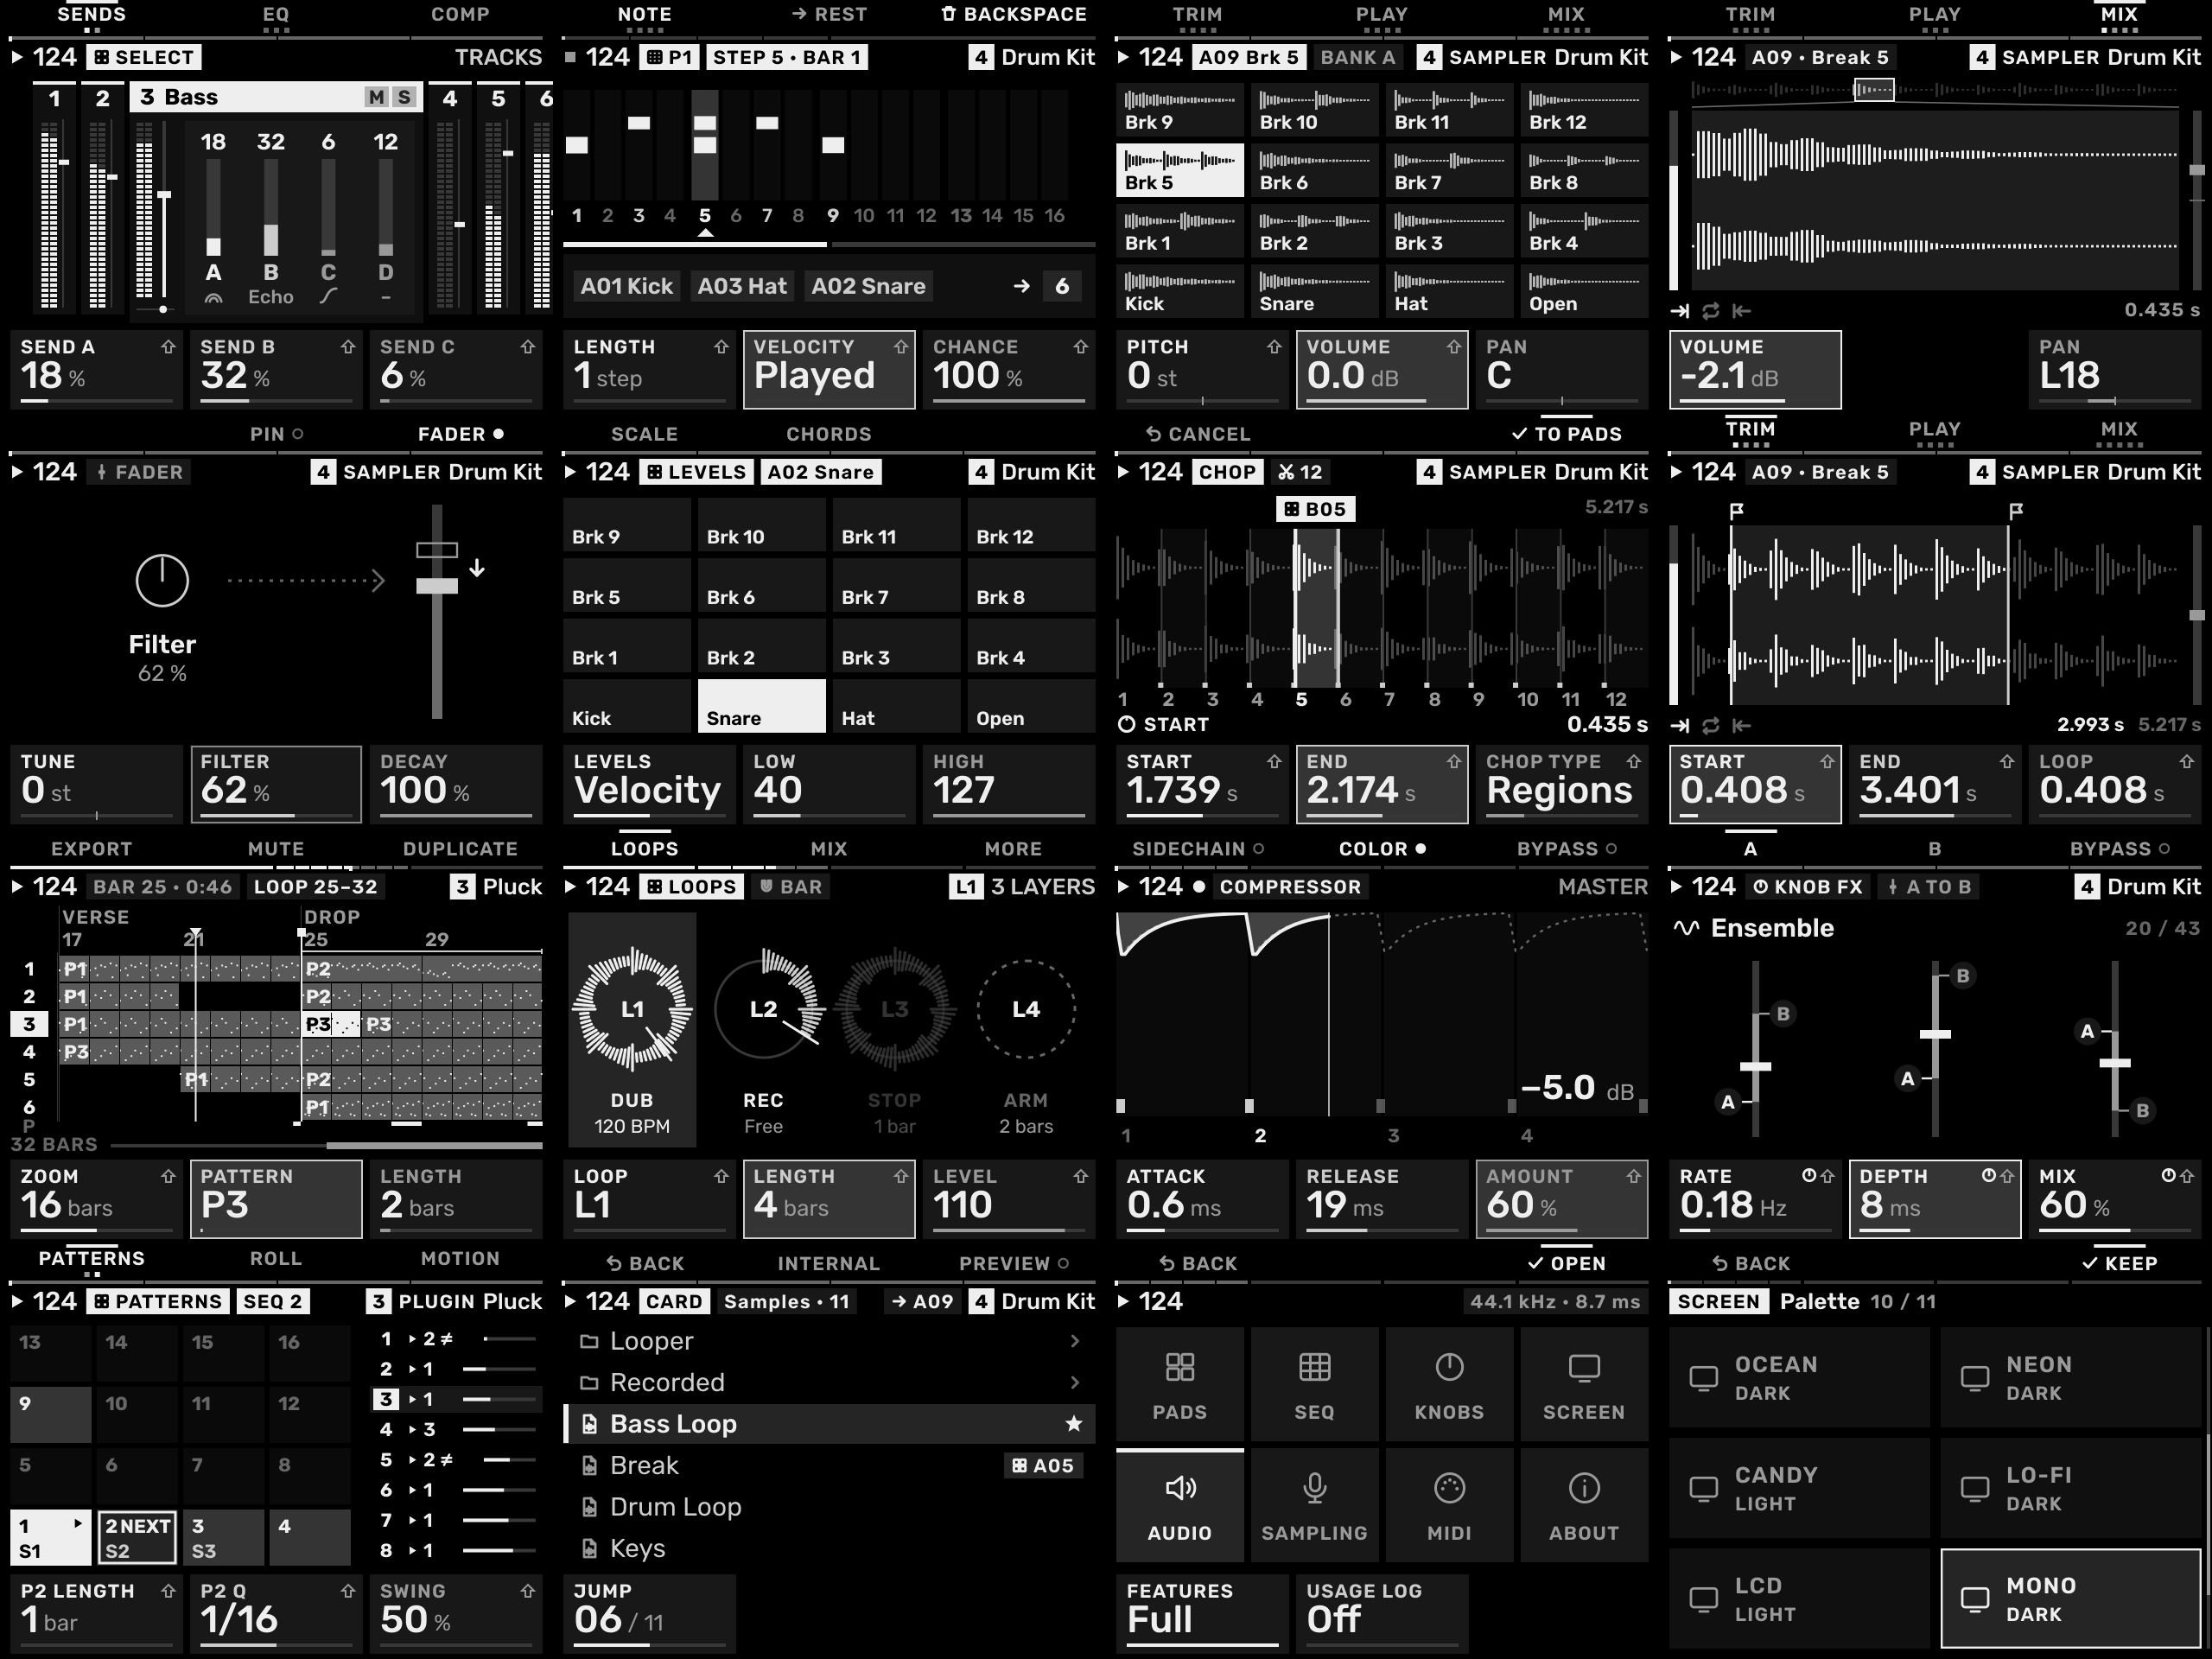 SENDS EQ COMP
124 SELECT TRACKS
1 2 3 Bass M S 4 5 6
18 32 6 12
A B C D
Echo -
SEND A SEND B SEND C
18 % 32 % 6 %
NOTE → REST BACKSPACE
124 P1 STEP 5 • BAR 1 4 Drum Kit
1 2 3 4 5 6 7 8 9 10 11 12 13 14 15 16
A01 Kick A03 Hat A02 Snare → 6
LENGTH VELOCITY CHANCE
1 step Played 100 %
TRIM PLAY MIX
124 A09 Brk 5 BANK A 4 SAMPLER Drum Kit
Brk 9 Brk 10 Brk 11 Brk 12
Brk 5 Brk 6 Brk 7 Brk 8
Brk 1 Brk 2 Brk 3 Brk 4
Kick Snare Hat Open
PITCH VOLUME PAN
0 st 0.0 dB C
TRIM PLAY MIX
124 A09 • Break 5 4 SAMPLER Drum Kit
0.435 s
VOLUME PAN
-2.1 dB L18
PIN FADER
124 FADER 4 SAMPLER Drum Kit
Filter
62 %
TUNE FILTER DECAY
0 st 62 % 100 %
SCALE CHORDS
124 LEVELS A02 Snare 4 Drum Kit
Brk 9 Brk 10 Brk 11 Brk 12
Brk 5 Brk 6 Brk 7 Brk 8
Brk 1 Brk 2 Brk 3 Brk 4
Kick Snare Hat Open
LEVELS LOW HIGH
Velocity 40 127
CANCEL TO PADS
124 CHOP 12 4 SAMPLER Drum Kit
B05 5.217 s
1 2 3 4 5 6 7 8 9 10 11 12
START 0.435 s
START END CHOP TYPE
1.739 s 2.174 s Regions
TRIM PLAY MIX
124 A09 • Break 5 4 SAMPLER Drum Kit
2.993 s 5.217 s
START END LOOP
0.408 s 3.401 s 0.408 s
EXPORT MUTE DUPLICATE
124 BAR 25 • 0:46 LOOP 25–32 3 Pluck
VERSE DROP
17 21 25 29
1 P1 P2
2 P1 P2
3 P1 P3 P3
4 P3
5 P1 P2
6 P1
P
32 BARS
ZOOM PATTERN LENGTH
16 bars P3 2 bars
LOOPS MIX MORE
124 LOOPS BAR L1 3 LAYERS
L1 L2 L3 L4
DUB REC STOP ARM
120 BPM Free 1 bar 2 bars
LOOP LENGTH LEVEL
L1 4 bars 110
SIDECHAIN COLOR BYPASS
124 COMPRESSOR MASTER
−5.0 dB
1 2 3 4
ATTACK RELEASE AMOUNT
0.6 ms 19 ms 60 %
A B BYPASS
124 KNOB FX A TO B 4 Drum Kit
Ensemble 20 / 43
B B A
A A B
RATE DEPTH MIX
0.18 Hz 8 ms 60 %
PATTERNS ROLL MOTION
124 PATTERNS SEQ 2 3 PLUGIN Pluck
13 14 15 16
9 10 11 12
5 6 7 8
1 2 NEXT 3 4
S1 S2 S3
1 2 ≠
2 1
3 1
4 3
5 2 ≠
6 1
7 1
8 1
P2 LENGTH P2 Q SWING
1 bar 1/16 50 %
BACK INTERNAL PREVIEW
124 CARD Samples • 11 → A09 4 Drum Kit
Looper
Recorded
Bass Loop
Break A05
Drum Loop
Keys
JUMP
06 / 11
BACK OPEN
124 44.1 kHz • 8.7 ms
PADS SEQ KNOBS SCREEN
AUDIO SAMPLING MIDI ABOUT
FEATURES USAGE LOG
Full Off
BACK KEEP
SCREEN Palette 10 / 11
OCEAN NEON
DARK DARK
CANDY LO-FI
LIGHT DARK
LCD MONO
LIGHT DARK